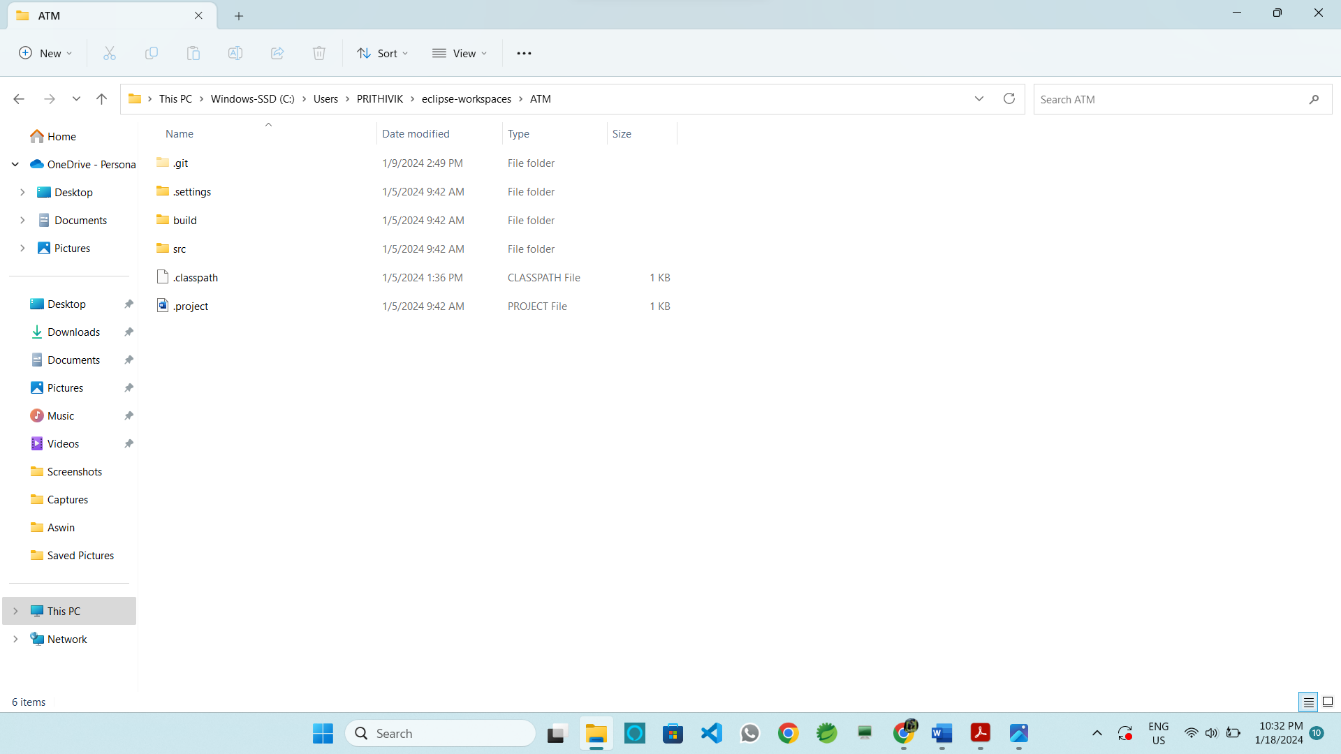 ATM
New
Sort
View
This PC
Windows-SSD (C:)
Users
PRITHIVIK
eclipse-workspaces
ATM
Search ATM
Name
Date modified
Type
Size
.git 1/9/2024 2:49 PM File folder
.settings 1/5/2024 9:42 AM File folder
build 1/5/2024 9:42 AM File folder
src 1/5/2024 9:42 AM File folder
.classpath 1/5/2024 1:36 PM CLASSPATH File 1 KB
.project 1/5/2024 9:42 AM PROJECT File 1 KB
Home
OneDrive - Persona
Desktop
Documents
Pictures
Desktop
Downloads
Documents
Pictures
Music
Videos
Screenshots
Captures
Aswin
Saved Pictures
This PC
Network
6 items
Search
ENG
US
10:32 PM
1/18/2024
10